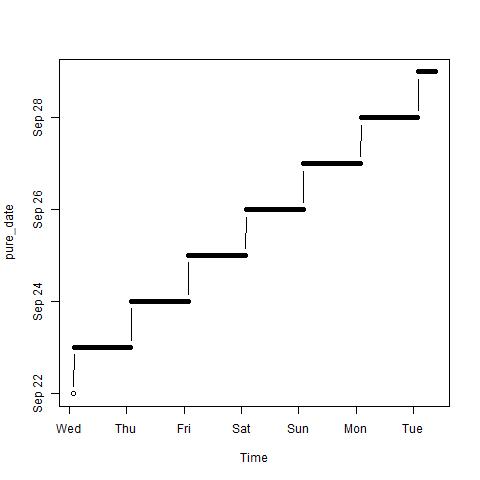 Sep 28
Sep 26
Sep 24
Sep 22
pure_date
Wed Thu Fri Sat Sun Mon Tue
Time